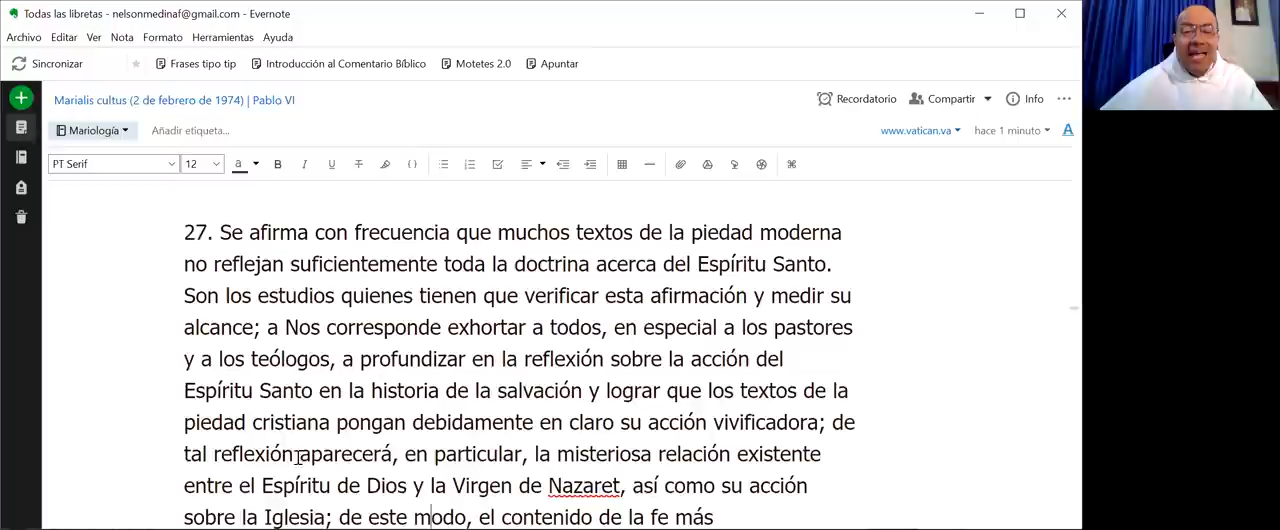 Todas las libretas - nelsonmedinaf@gmail.com - Evernote
Archivo Editar Ver Nota Formato Herramientas Ayuda
Sincronizar Frases tipo tip Introducción al Comentario Bíblico Motetes 2.0 Apuntar
Marialis cultus (2 de febrero de 1974) | Pablo VI Recordatorio Compartir Info
Mariología Añadir etiqueta... www.vatican.va hace 1 minuto A
PT Serif 12 a B I U T
27. Se afirma con frecuencia que muchos textos de la piedad moderna
no reflejan suficientemente toda la doctrina acerca del Espíritu Santo.
Son los estudios quienes tienen que verificar esta afirmación y medir su
alcance; a Nos corresponde exhortar a todos, en especial a los pastores
y a los teólogos, a profundizar en la reflexión sobre la acción del
Espíritu Santo en la historia de la salvación y lograr que los textos de la
piedad cristiana pongan debidamente en claro su acción vivificadora; de
tal reflexión aparecerá, en particular, la misteriosa relación existente
entre el Espíritu de Dios y la Virgen de Nazaret, así como su acción
sobre la Iglesia; de este modo, el contenido de la fe más